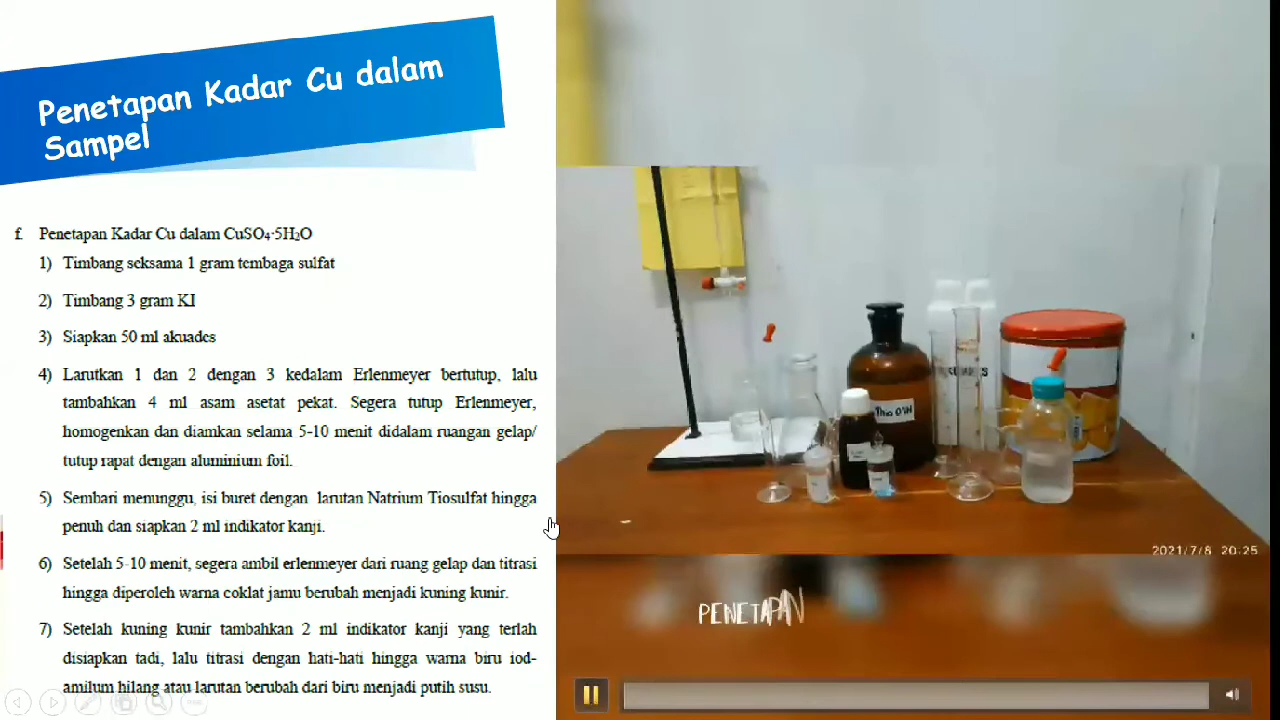 Penetapan Kadar Cu dalam
Sampel
f. Penetapan Kadar Cu dalam CuSO₄·5H₂O
1) Timbang seksama 1 gram tembaga sulfat
2) Timbang 3 gram KI
3) Siapkan 50 ml akuades
4) Larutkan 1 dan 2 dengan 3 kedalam Erlenmeyer bertutup, lalu
tambahkan 4 ml asam asetat pekat. Segera tutup Erlenmeyer,
homogenkan dan diamkan selama 5-10 menit didalam ruangan gelap/
tutup rapat dengan aluminium foil.
5) Sembari menunggu, isi buret dengan larutan Natrium Tiosulfat hingga
penuh dan siapkan 2 ml indikator kanji.
6) Setelah 5-10 menit, segera ambil erlenmeyer dari ruang gelap dan titrasi
hingga diperoleh warna coklat jamu berubah menjadi kuning kunir.
7) Setelah kuning kunir tambahkan 2 ml indikator kanji yang terlah
disiapkan tadi, lalu titrasi dengan hati-hati hingga warna biru iod-
amilum hilang atau larutan berubah dari biru menjadi putih susu.
Thio 0,1N
2021/7/8 20:25
PENETAPAN